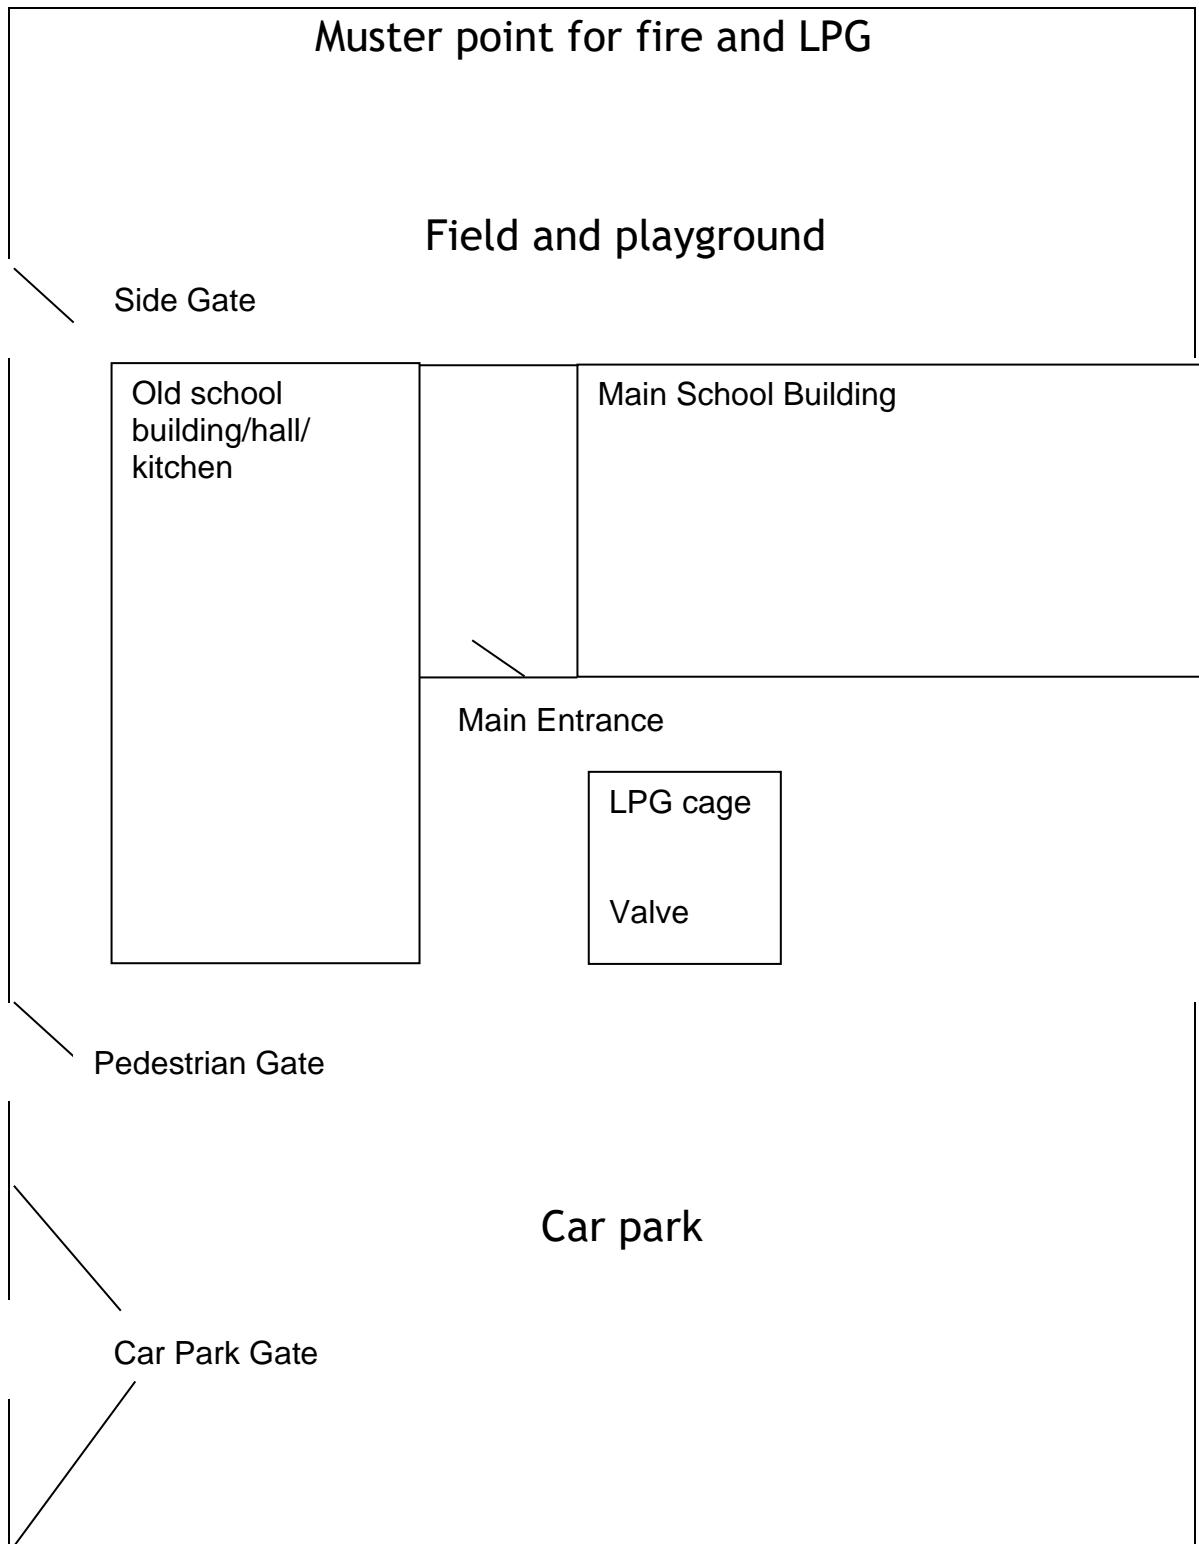 Muster point for fire and LPG
Field and playground
Side Gate
Old school
building/hall/
kitchen
Main School Building
Main Entrance
LPG cage
Valve
Pedestrian Gate
Car park
Car Park Gate